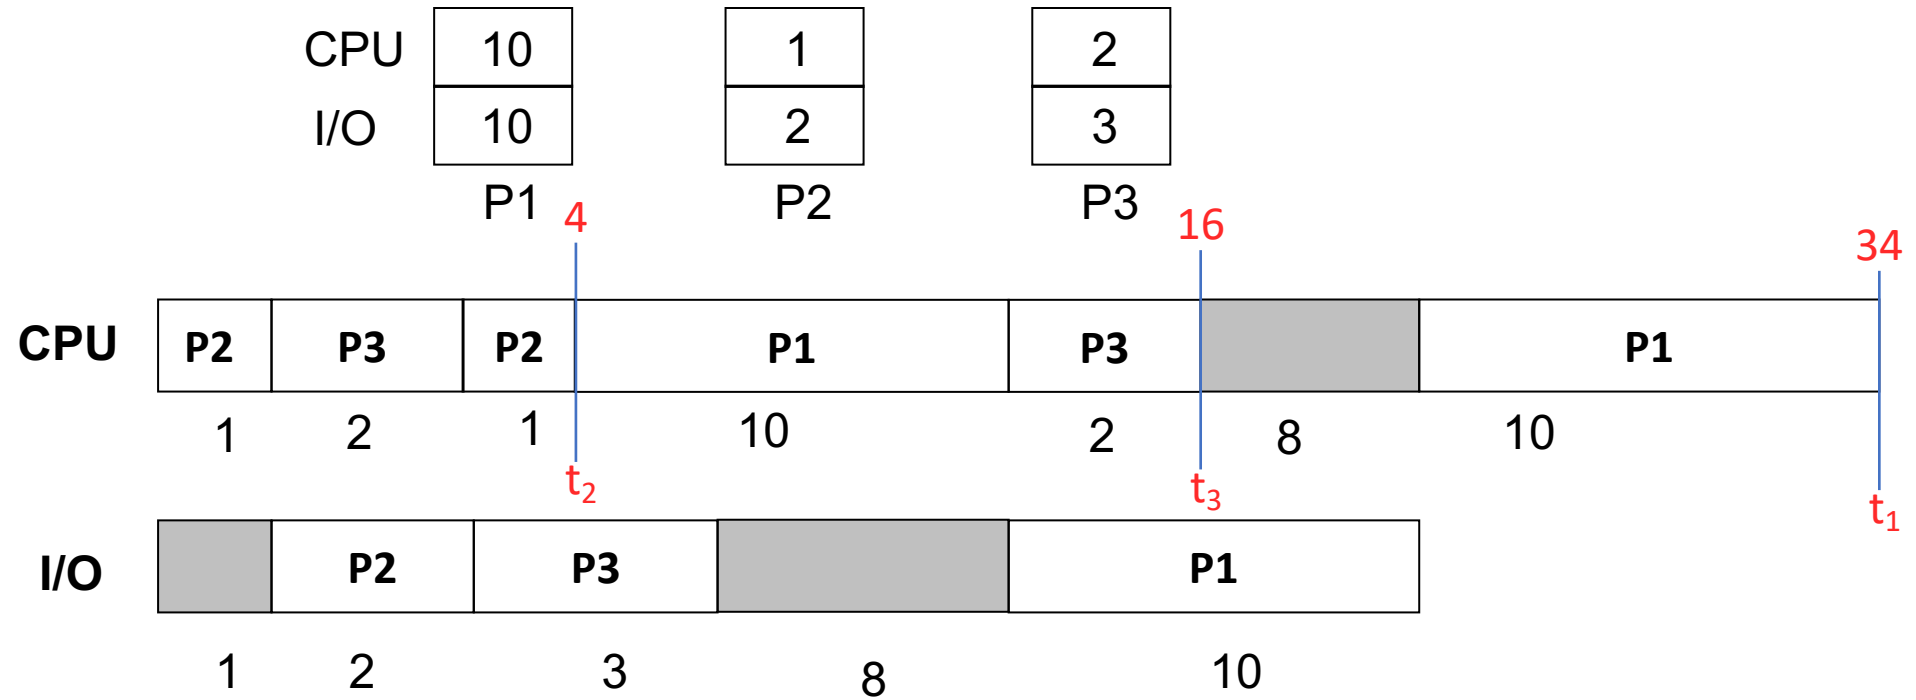 CPU 10 1 2
I/O 10 2 3
P1 P2 P3
4 16 34
CPU P2 P3 P2 P1 P3 P1
1 2 1 10 2 8 10
t₂ t₃ t₁
I/O P2 P3 P1
1 2 3 8 10